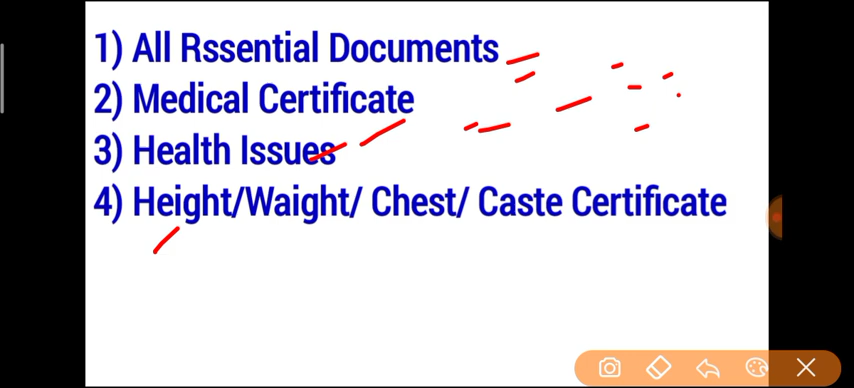 1) All Rssential Documents
2) Medical Certificate
3) Health Issues
4) Height/Waight/ Chest/ Caste Certificate